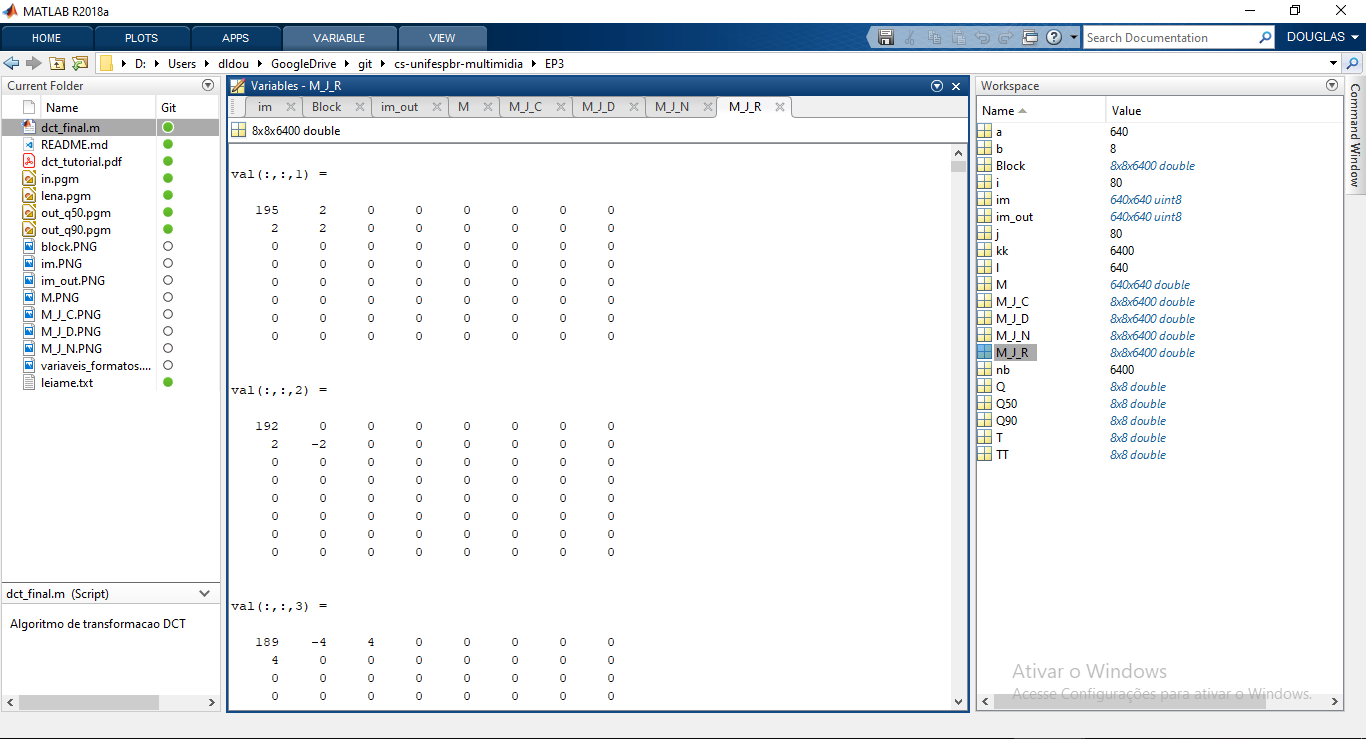 MATLAB R2018a
HOME PLOTS APPS VARIABLE VIEW Search Documentation DOUGLAS
D: Users dldou GoogleDrive git cs-unifespbr-multimidia EP3
Current Folder
Name Git
dct_final.m
README.md
dct_tutorial.pdf
in.pgm
lena.pgm
out_q50.pgm
out_q90.pgm
block.PNG
im.PNG
im_out.PNG
M.PNG
M_J_C.PNG
M_J_D.PNG
M_J_N.PNG
variaveis_formatos....
leiame.txt
dct_final.m (Script)
Algoritmo de transformacao DCT
Variables - M_J_R
im Block im_out M M_J_C M_J_D M_J_N M_J_R
8x8x6400 double
val(:,:,1) =
195 2 0 0 0 0 0 0
2 2 0 0 0 0 0 0
0 0 0 0 0 0 0 0
0 0 0 0 0 0 0 0
0 0 0 0 0 0 0 0
0 0 0 0 0 0 0 0
0 0 0 0 0 0 0 0
0 0 0 0 0 0 0 0
val(:,:,2) =
192 0 0 0 0 0 0 0
2 -2 0 0 0 0 0 0
0 0 0 0 0 0 0 0
0 0 0 0 0 0 0 0
0 0 0 0 0 0 0 0
0 0 0 0 0 0 0 0
0 0 0 0 0 0 0 0
0 0 0 0 0 0 0 0
val(:,:,3) =
189 -4 4 0 0 0 0 0
4 0 0 0 0 0 0 0
0 0 0 0 0 0 0 0
0 0 0 0 0 0 0 0
Workspace
Name Value
a 640
b 8
Block 8x8x6400 double
i 80
im 640x640 uint8
im_out 640x640 uint8
j 80
kk 6400
l 640
M 640x640 double
M_J_C 8x8x6400 double
M_J_D 8x8x6400 double
M_J_N 8x8x6400 double
M_J_R 8x8x6400 double
nb 6400
Q 8x8 double
Q50 8x8 double
Q90 8x8 double
T 8x8 double
TT 8x8 double
Ativar o Windows
Acesse Configurações para ativar o Windows.
Command Window